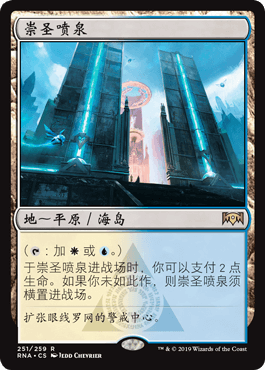 崇圣喷泉
地~平原/海岛
(:加或。)
于崇圣喷泉进战场时,你可以支付2点
生命。如果你未如此作,则崇圣喷泉须
横置进战场。
扩张眼线罗网的警戒中心。
251/259 R
RNA • CS JEDD CHEVRIER
™ & © 2019 Wizards of the Coast